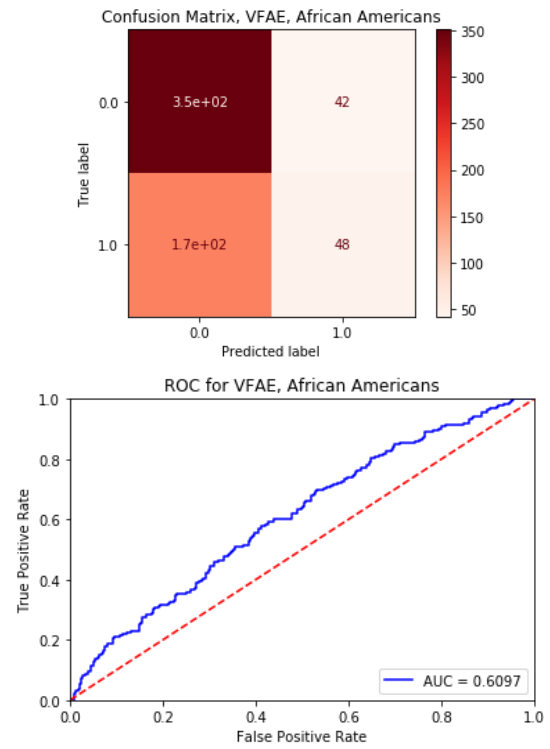 Confusion Matrix, VFAE, African Americans
350
0.0
3.5e+02
42
300
250
True label
200
1.0
1.7e+02
48
150
100
50
0.0
1.0
Predicted label
ROC for VFAE, African Americans
1.0
0.8
0.6
True Positive Rate
0.4
0.2
AUC = 0.6097
0.0
0.0
0.2
0.4
0.6
0.8
1.0
False Positive Rate